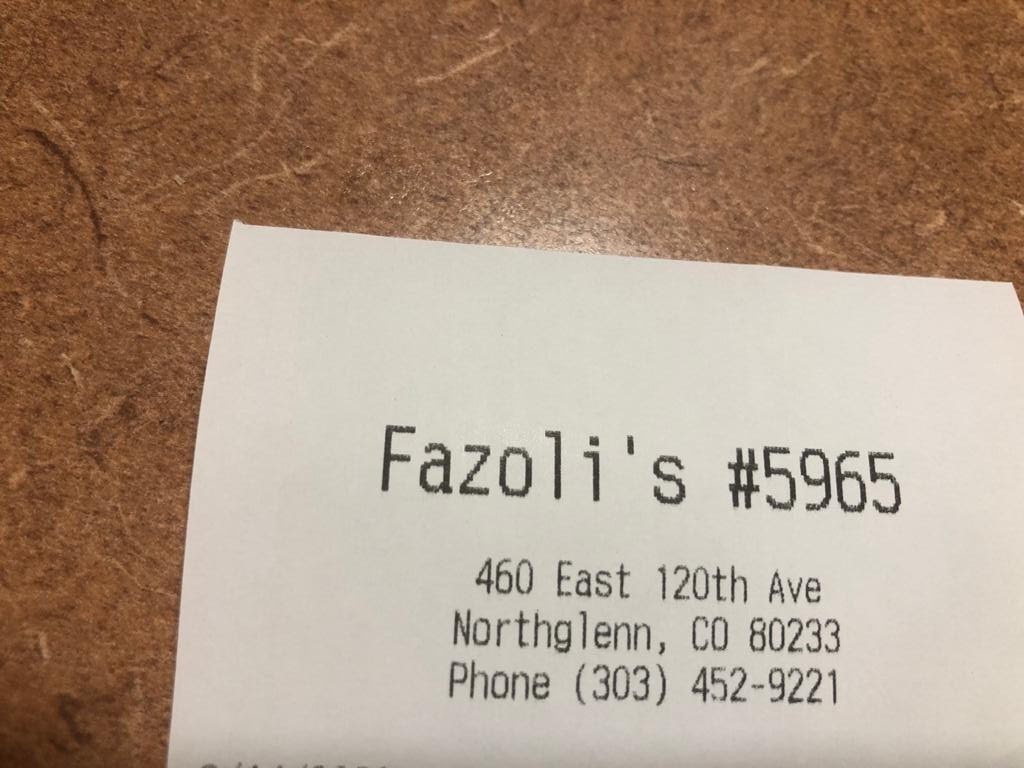 Fazoli's #5965
460 East 120th Ave
Northglenn, CO 80233
Phone (303) 452-9221